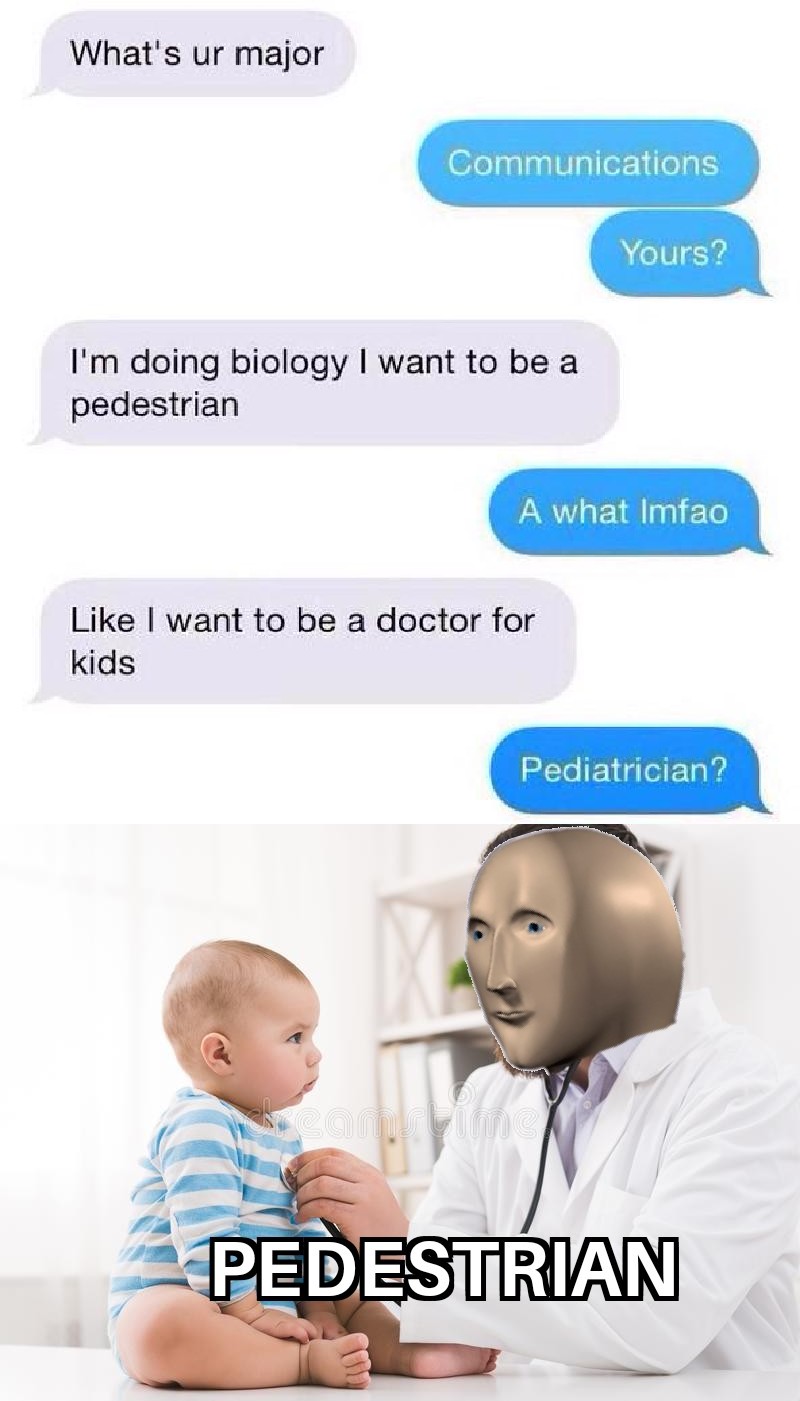 What's ur major
Communications
Yours?
I'm doing biology I want to be a
pedestrian
A what lmfao
Like I want to be a doctor for
kids
Pediatrician?
dreamstime
PEDESTRIAN